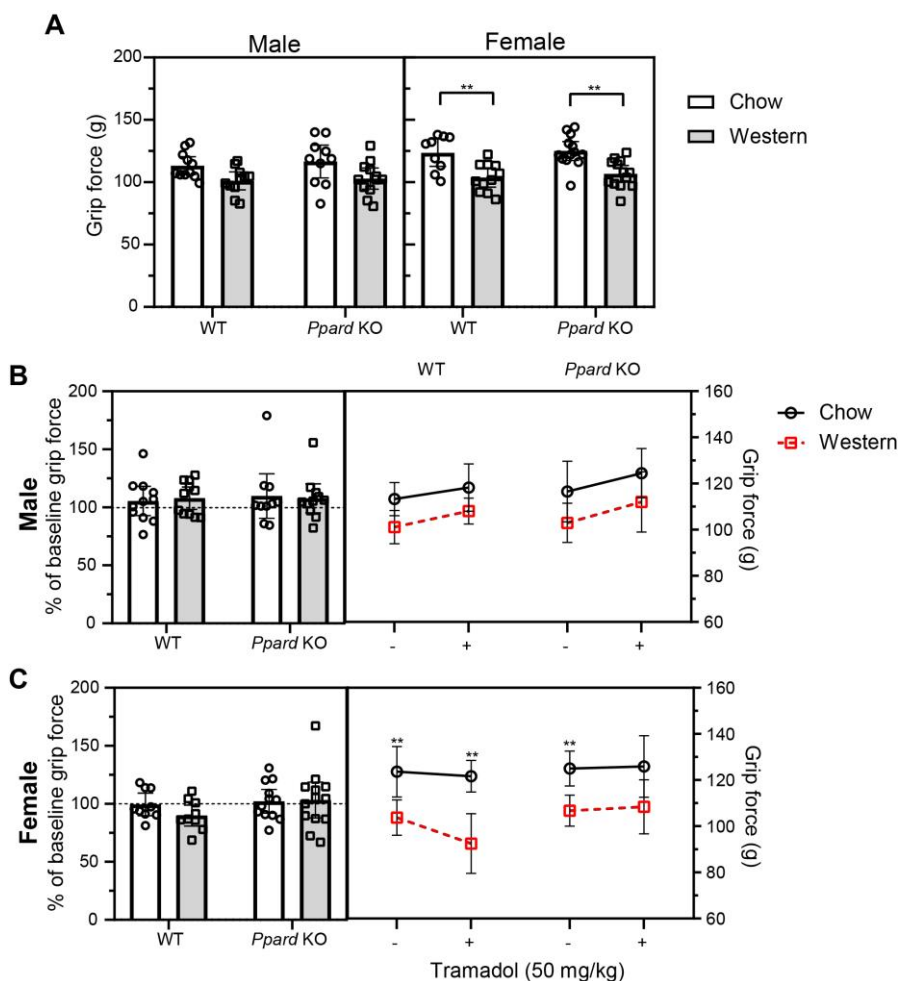 A
Male Female
200
150
100
50
0
Grip force (g)
** **
WT Ppard KO WT Ppard KO
Chow
Western
B
WT Ppard KO
Male
% of baseline grip force
200
150
100
50
0
WT Ppard KO
- + - +
160
140
120
100
80
60
Grip force (g)
Chow
Western
C
Female
% of baseline grip force
200
150
100
50
0
WT Ppard KO
** ** **
- + - +
160
140
120
100
80
60
Grip force (g)
Tramadol (50 mg/kg)